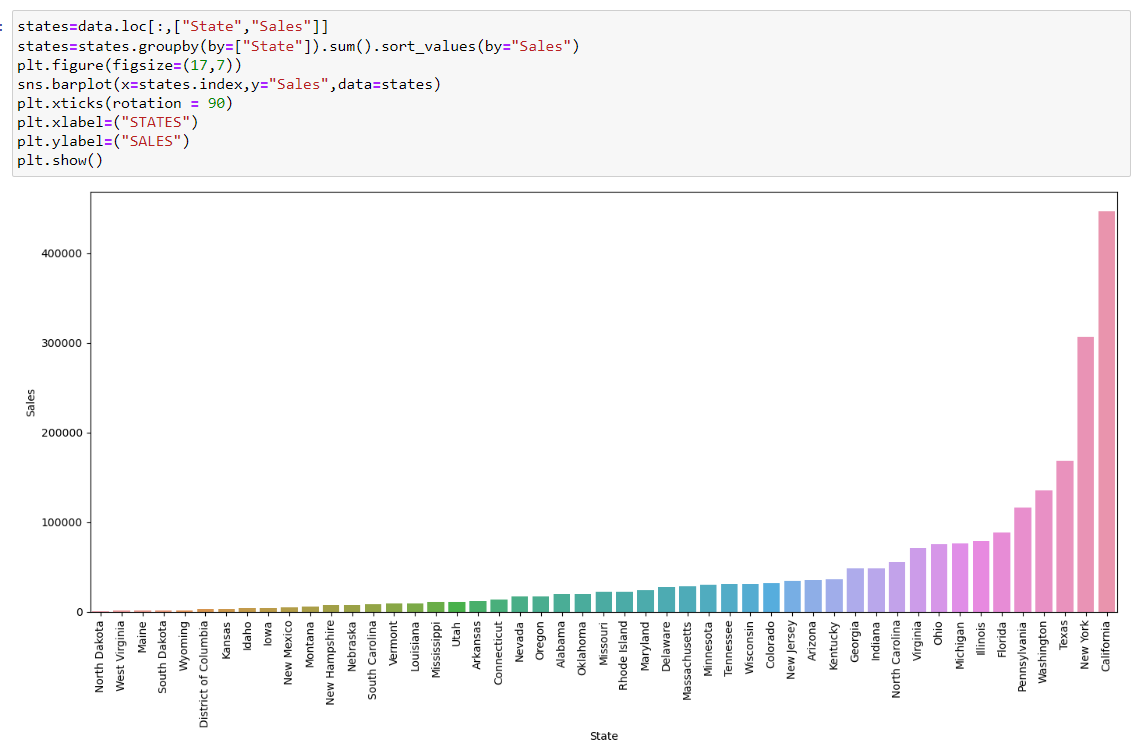 : states=data.loc[:,["State","Sales"]]
states=states.groupby(by=["State"]).sum().sort_values(by="Sales")
plt.figure(figsize=(17,7))
sns.barplot(x=states.index,y="Sales",data=states)
plt.xticks(rotation = 90)
plt.xlabel=("STATES")
plt.ylabel=("SALES")
plt.show()
400000
300000
200000
100000
0
Sales
North Dakota
West Virginia
Maine
South Dakota
Wyoming
District of Columbia
Kansas
Idaho
Iowa
New Mexico
Montana
New Hampshire
Nebraska
South Carolina
Vermont
Louisiana
Mississippi
Utah
Arkansas
Connecticut
Nevada
Oregon
Alabama
Oklahoma
Missouri
Rhode Island
Maryland
Delaware
Massachusetts
Minnesota
Tennessee
Wisconsin
Colorado
New Jersey
Arizona
Kentucky
Georgia
Indiana
North Carolina
Virginia
Ohio
Michigan
Illinois
Florida
Pennsylvania
Washington
Texas
New York
California
State